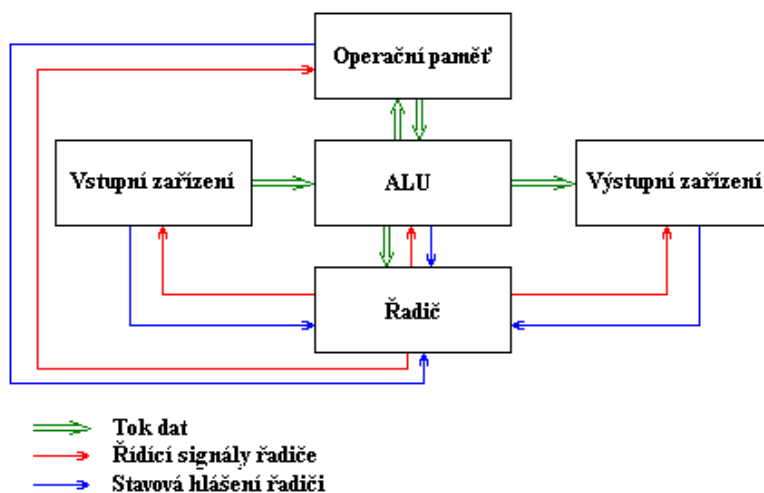 Operační paměť
Vstupní zařízení
ALU
Výstupní zařízení
Řadič
Tok dat
Řídící signály řadiče
Stavová hlášení řadiči